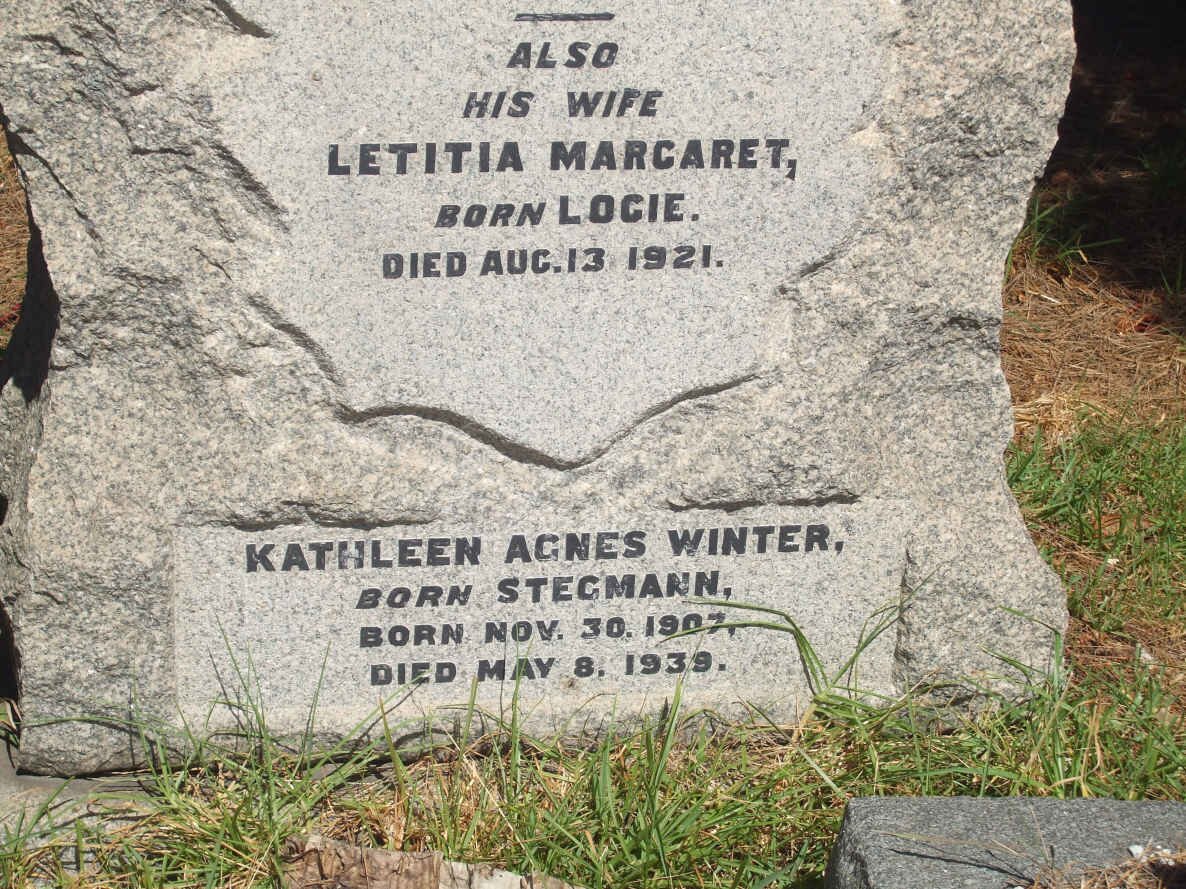 ALSO
HIS WIFE
LETITIA MARGARET,
BORN LOGIE.
DIED AUG. 13 1921.
KATHLEEN AGNES WINTER,
BORN STEGMANN,
BORN NOV. 30. 1907,
DIED MAY 8. 1939.